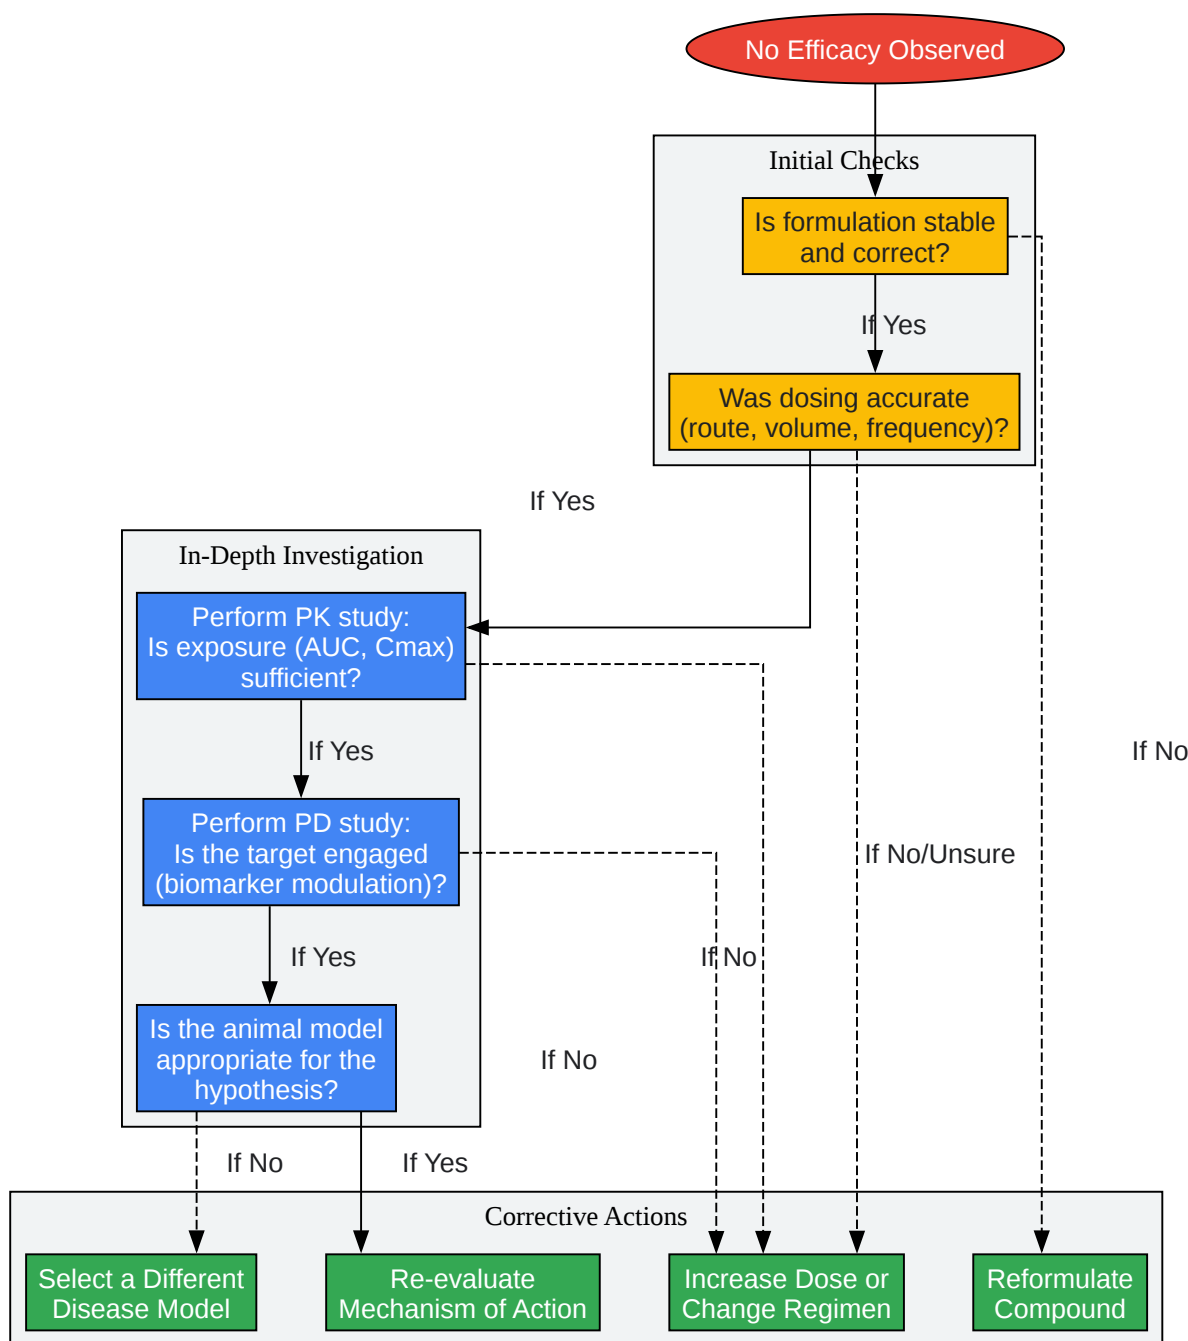 No Efficacy Observed
Initial Checks
Is formulation stable
and correct?
If Yes
Was dosing accurate
(route, volume, frequency)?
If Yes
In-Depth Investigation
Perform PK study:
Is exposure (AUC, Cmax)
sufficient?
If Yes
If No
Perform PD study:
Is the target engaged
(biomarker modulation)?
If No/Unsure
If Yes
If No
Is the animal model
appropriate for the
hypothesis?
If No
If No
If Yes
Corrective Actions
Select a Different
Disease Model
Re-evaluate
Mechanism of Action
Increase Dose or
Change Regimen
Reformulate
Compound